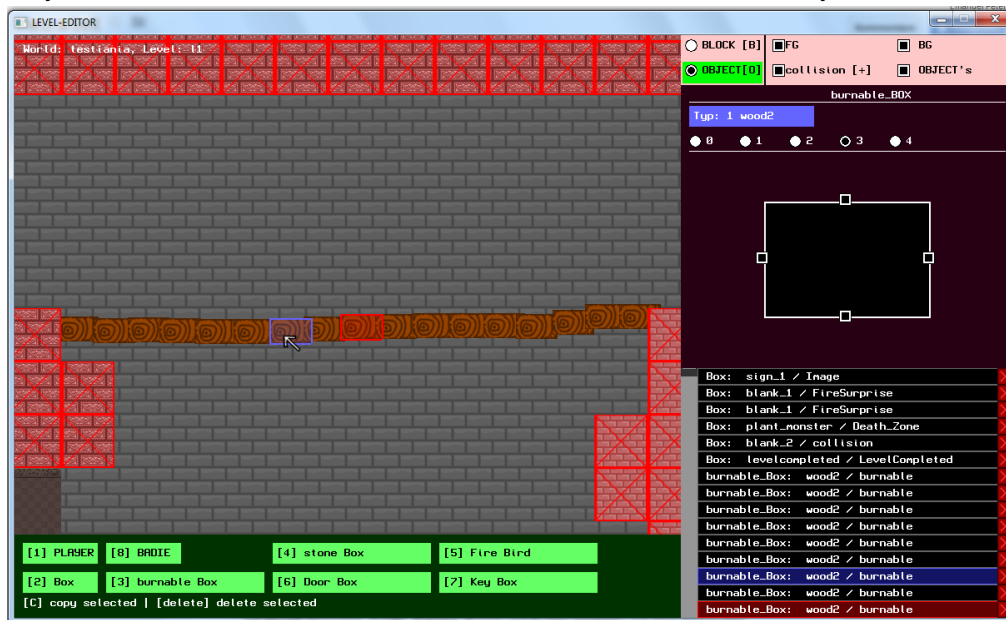 LEVEL-EDITOR
World: testiania, Level: l1
BLOCK [B] FG BG
OBJECT[O] collision [+] OBJECT's
burnable_BOX
Typ: 1 wood2
0 1 2 3 4
Box: sign_1 / Image
Box: blank_1 / FireSurprise
Box: blank_1 / FireSurprise
Box: plant_monster / Death_Zone
Box: blank_2 / collision
Box: levelcompleted / LevelCompleted
burnable_Box: wood2 / burnable
burnable_Box: wood2 / burnable
burnable_Box: wood2 / burnable
burnable_Box: wood2 / burnable
burnable_Box: wood2 / burnable
burnable_Box: wood2 / burnable
burnable_Box: wood2 / burnable
burnable_Box: wood2 / burnable
burnable_Box: wood2 / burnable
[1] PLAYER [8] BADIE [4] stone Box [5] Fire Bird
[2] Box [3] burnable Box [6] Door Box [7] Key Box
[C] copy selected | [delete] delete selected